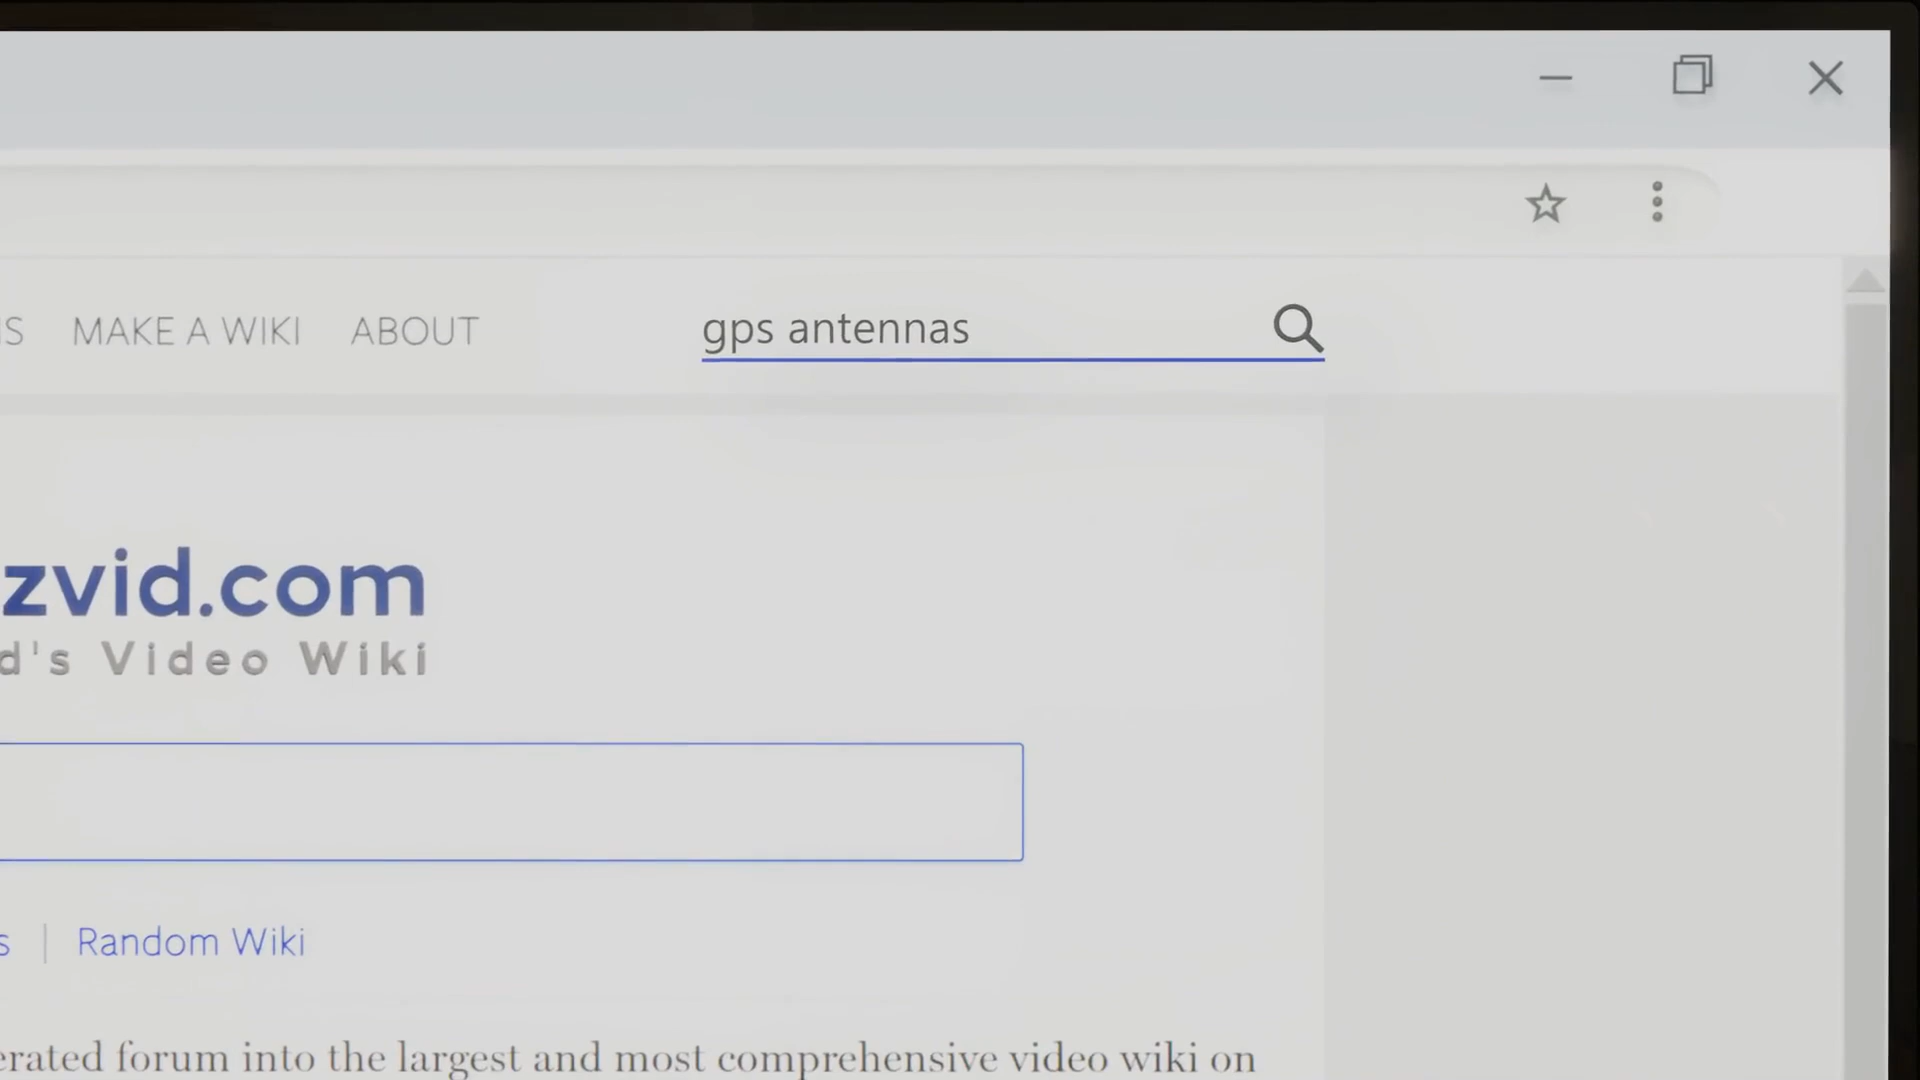 S MAKE A WIKI ABOUT gps antennas
zvid.com
d's Video Wiki
s | Random Wiki
erated forum into the largest and most comprehensive video wiki on